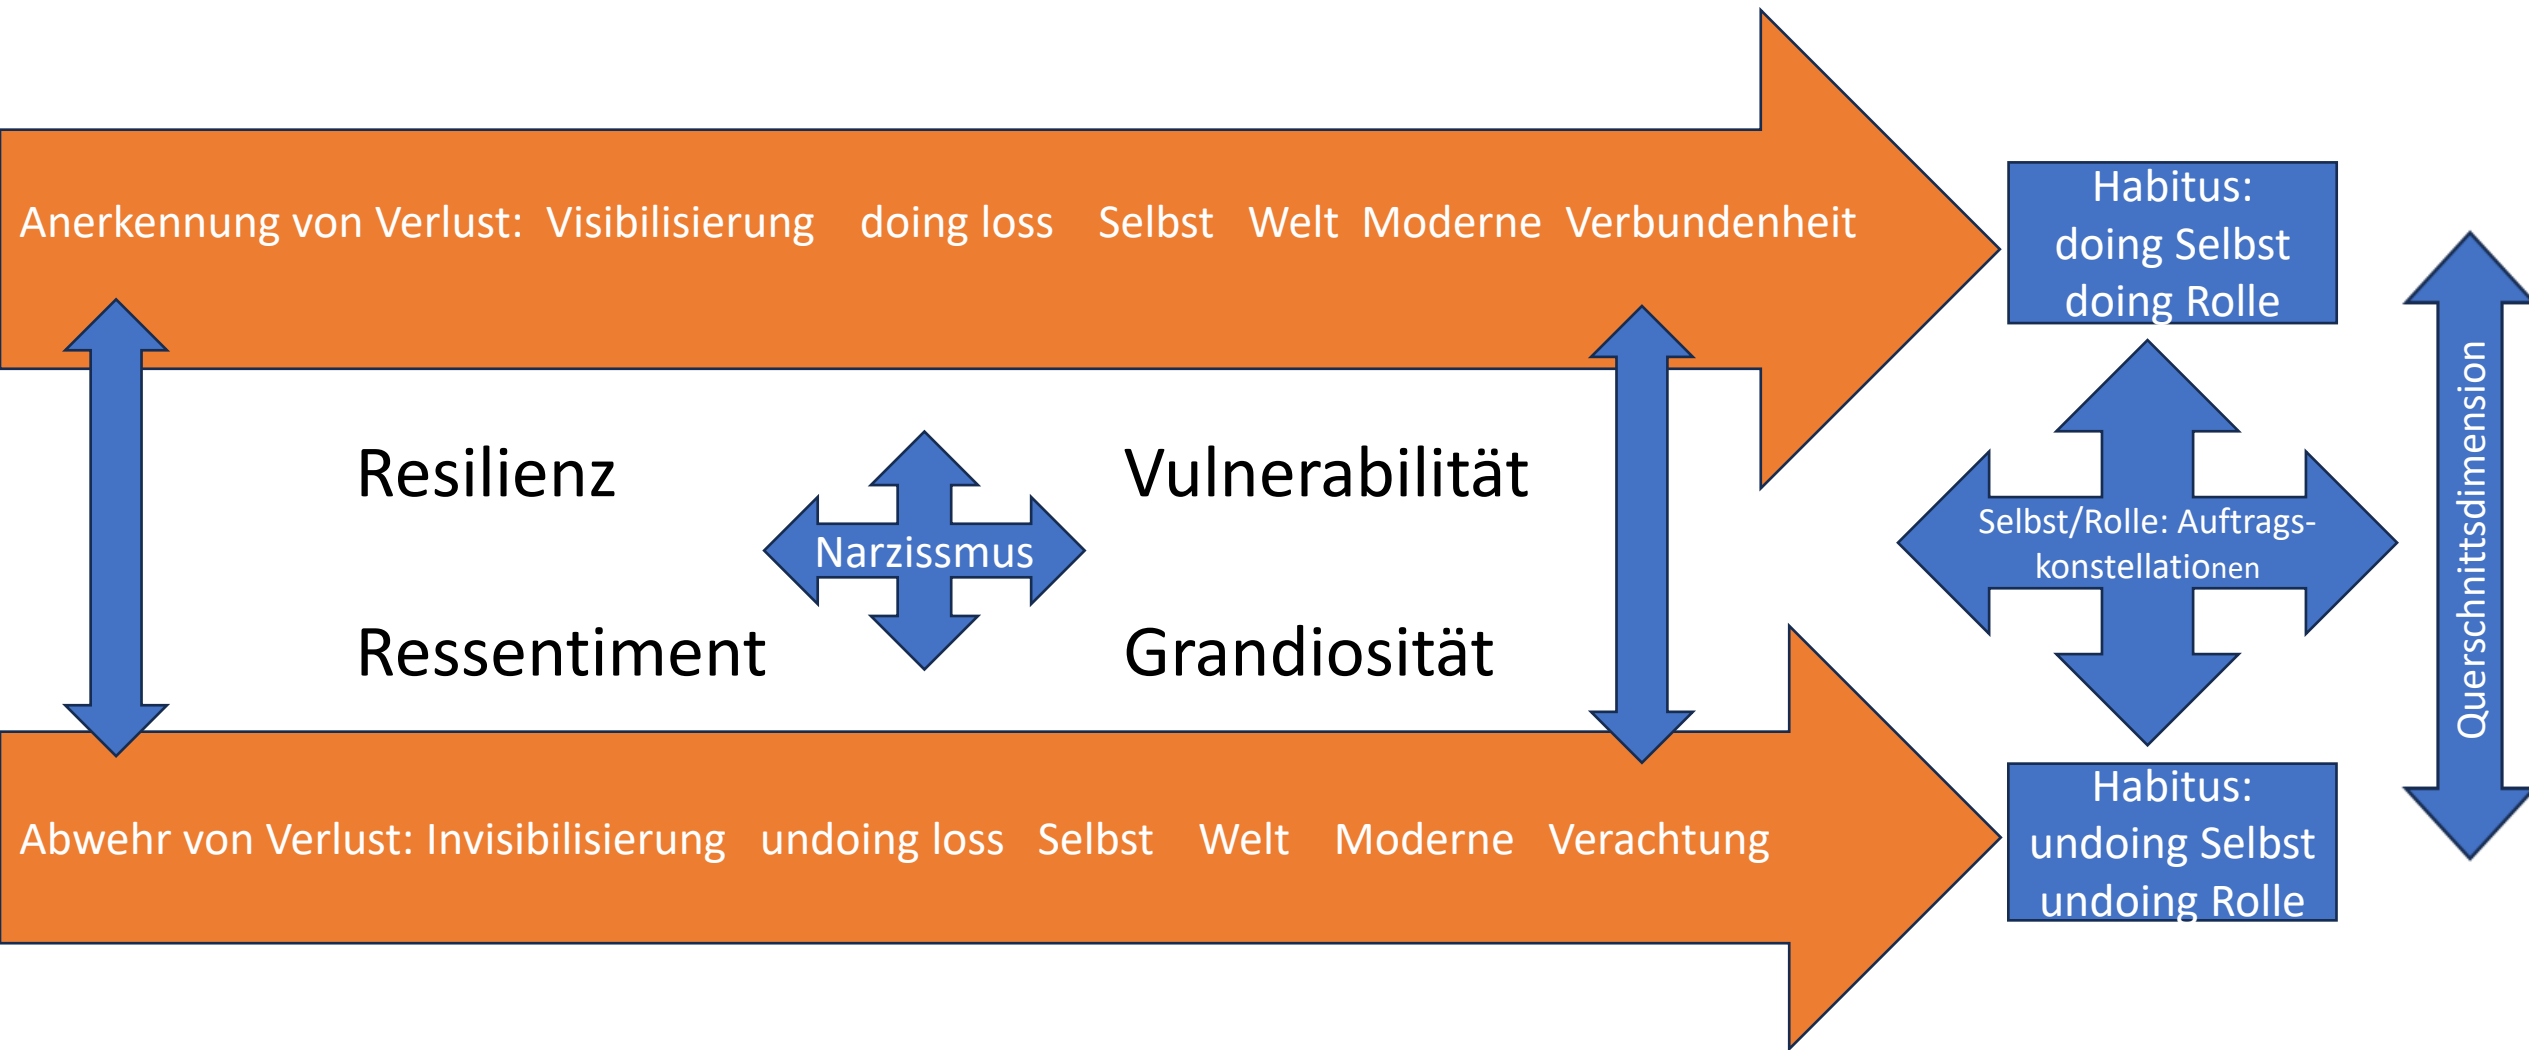 Anerkennung von Verlust: Visibilisierung doing loss Selbst Welt Moderne Verbundenheit
Habitus:
doing Selbst
doing Rolle
Resilienz
Vulnerabilität
Narzissmus
Ressentiment
Grandiosität
Selbst/Rolle: Auftrags-
konstellationen
Querschnittsdimension
Abwehr von Verlust: Invisibilisierung undoing loss Selbst Welt Moderne Verachtung
Habitus:
undoing Selbst
undoing Rolle